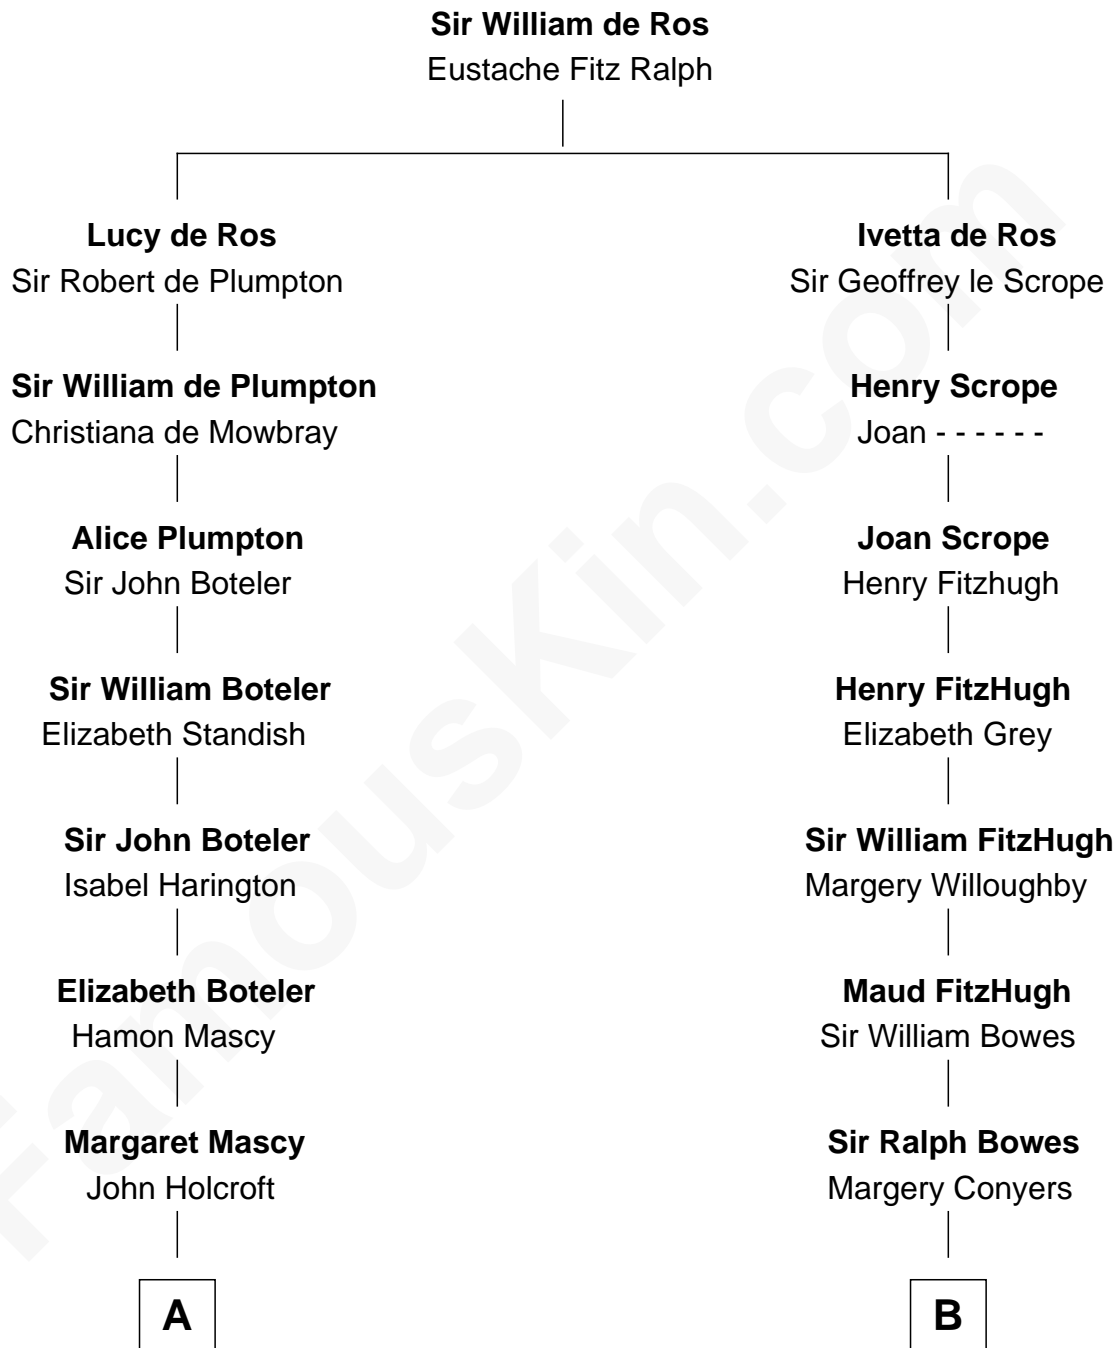 Sir William de Ros
Eustache Fitz Ralph
Lucy de Ros
Sir Robert de Plumpton
Sir William de Plumpton
Christiana de Mowbray
Alice Plumpton
Sir John Boteler
Sir William Boteler
Elizabeth Standish
Sir John Boteler
Isabel Harington
Elizabeth Boteler
Hamon Mascy
Margaret Mascy
John Holcroft
A
Ivetta de Ros
Sir Geoffrey le Scrope
Henry Scrope
Joan - - - - - -
Joan Scrope
Henry Fitzhugh
Henry FitzHugh
Elizabeth Grey
Sir William FitzHugh
Margery Willoughby
Maud FitzHugh
Sir William Bowes
Sir Ralph Bowes
Margery Conyers
B
FamousKin.com